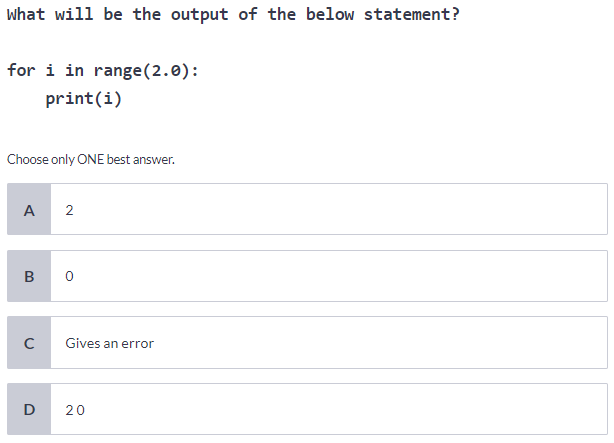 What will be the output of the below statement?
for i in range(2.0):
    print(i)
Choose only ONE best answer.
A 2
B 0
C Gives an error
D 2 0